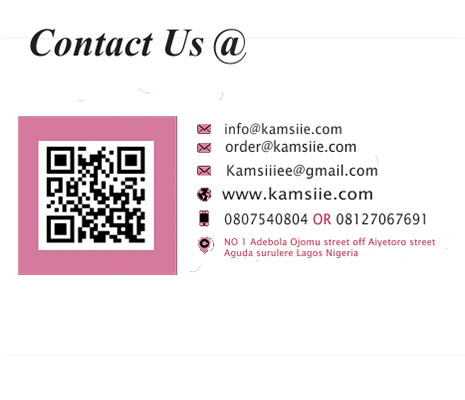 Contact Us @
info@kamsiie.com
order@kamsiie.com
Kamsiiiee@gmail.com
www.kamsiie.com
0807540804 OR 08127067691
NO 1 Adebola Ojomu street off Aiyetoro street
Aguda surulere Lagos Nigeria